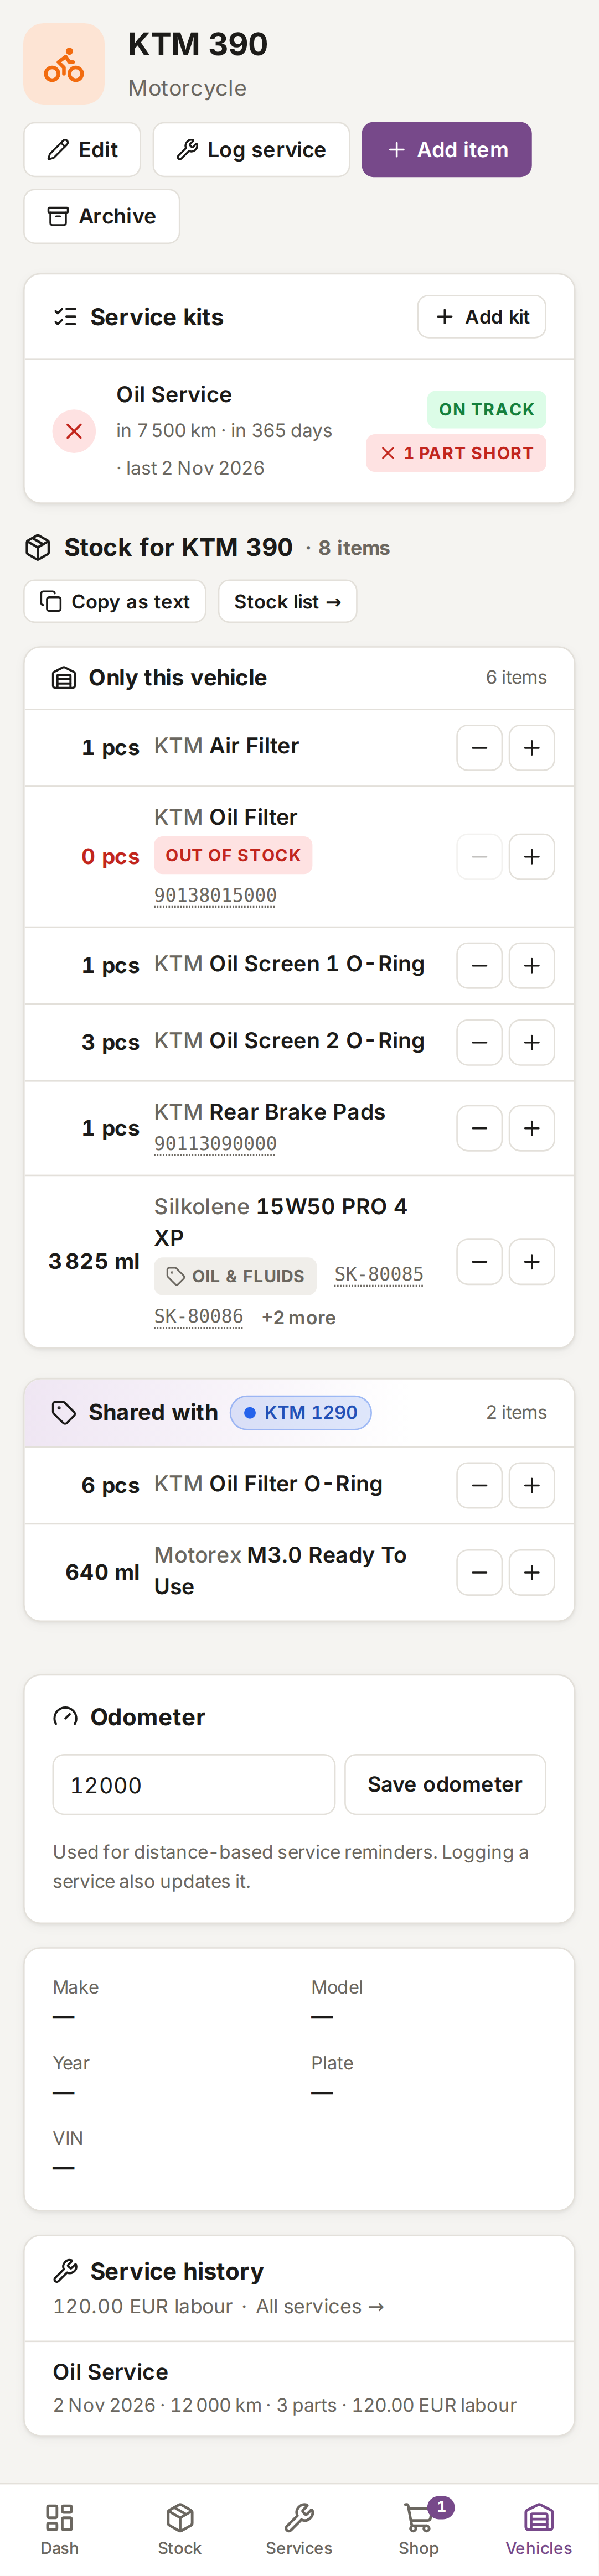 KTM 390
Motorcycle
Edit
Log service
+ Add item
Archive
Service kits
+ Add kit
Oil Service
in 7 500 km · in 365 days
· last 2 Nov 2026
ON TRACK
× 1 PART SHORT
Stock for KTM 390 · 8 items
Copy as text
Stock list →
Only this vehicle
6 items
1 pcs
KTM Air Filter
− +
0 pcs
KTM Oil Filter
OUT OF STOCK
90138015000
− +
1 pcs
KTM Oil Screen 1 O-Ring
− +
3 pcs
KTM Oil Screen 2 O-Ring
− +
1 pcs
KTM Rear Brake Pads
90113090000
− +
3 825 ml
Silkolene 15W50 PRO 4
XP
OIL & FLUIDS SK-80085
SK-80086 +2 more
− +
Shared with KTM 1290
2 items
6 pcs
KTM Oil Filter O-Ring
− +
640 ml
Motorex M3.0 Ready To
Use
− +
Odometer
12000
Save odometer
Used for distance-based service reminders. Logging a
service also updates it.
Make
—
Model
—
Year
—
Plate
—
VIN
—
Service history
120.00 EUR labour · All services →
Oil Service
2 Nov 2026 · 12 000 km · 3 parts · 120.00 EUR labour
Dash
Stock
Services
1
Shop
Vehicles